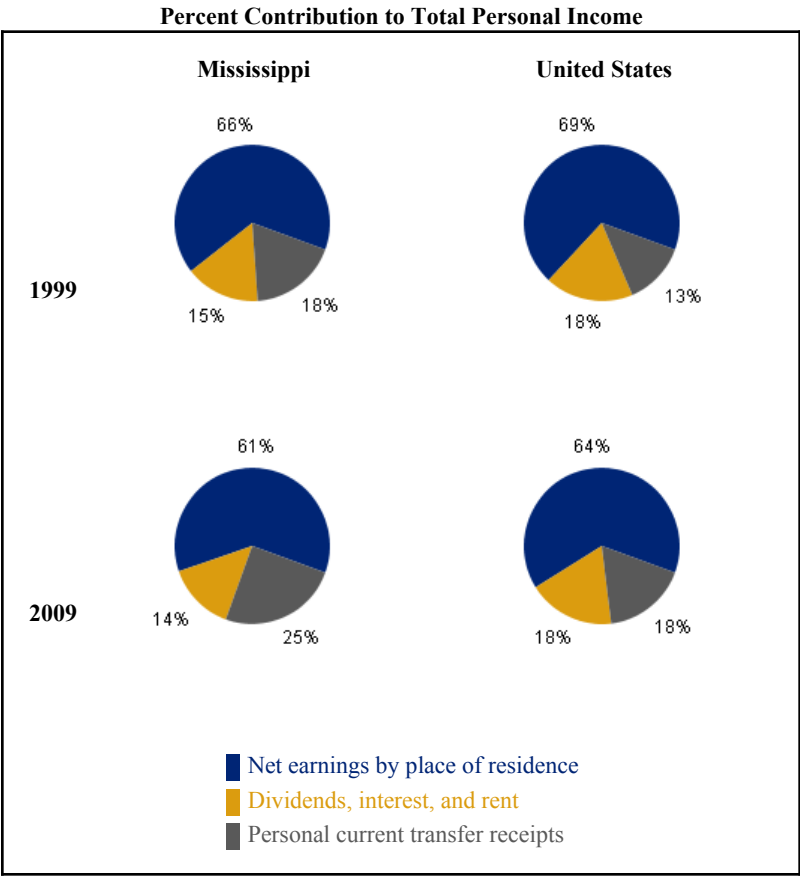 Percent Contribution to Total Personal Income
Mississippi United States
66% 69%
1999
15% 18% 18% 13%
61% 64%
2009
14% 25% 18% 18%
Net earnings by place of residence
Dividends, interest, and rent
Personal current transfer receipts